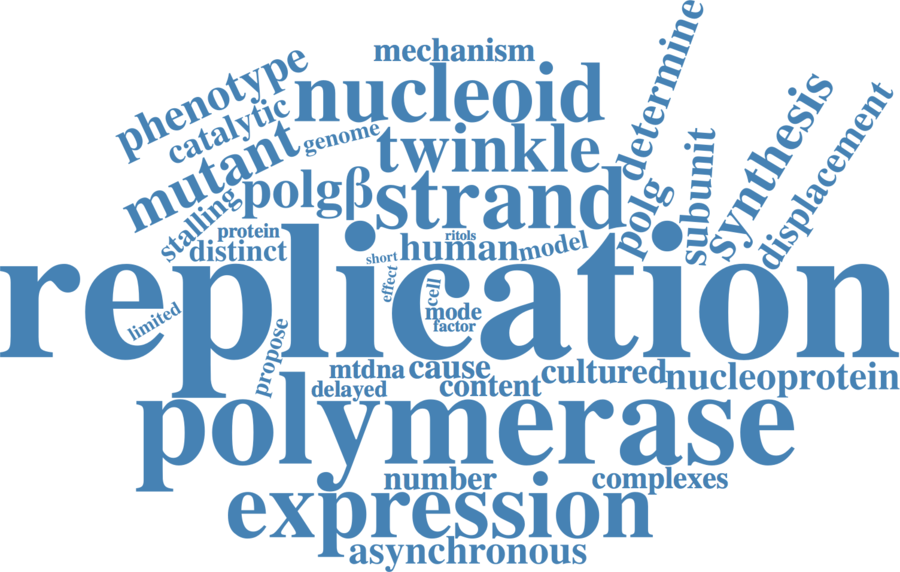 mechanism
determine
phenotype
nucleoid
catalytic
genome
synthesis
displacement
mutant
twinkle
subunit
polgβ
strand
polg
stalling
protein
distinct
ritols
human
model
short
replication
effect
cell
limited
mode
factor
propose
mtdna
cause
cultured
nucleoprotein
delayed
content
polymerase
number
complexes
expression
asynchronous